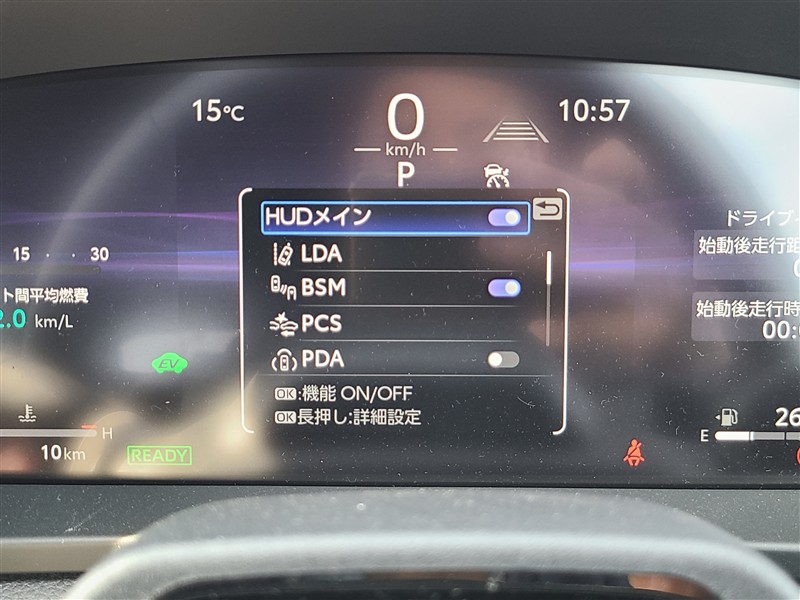 15℃
0
km/h
10:57
P
HUDメイン
LDA
BSM
PCS
PDA
OK:機能 ON/OFF
OK長押し:詳細設定
15 30
ト間平均燃費
2.0 km/L
EV
H
10km
READY
ドライブ
始動後走行距
始動後走行時
00:
E
26